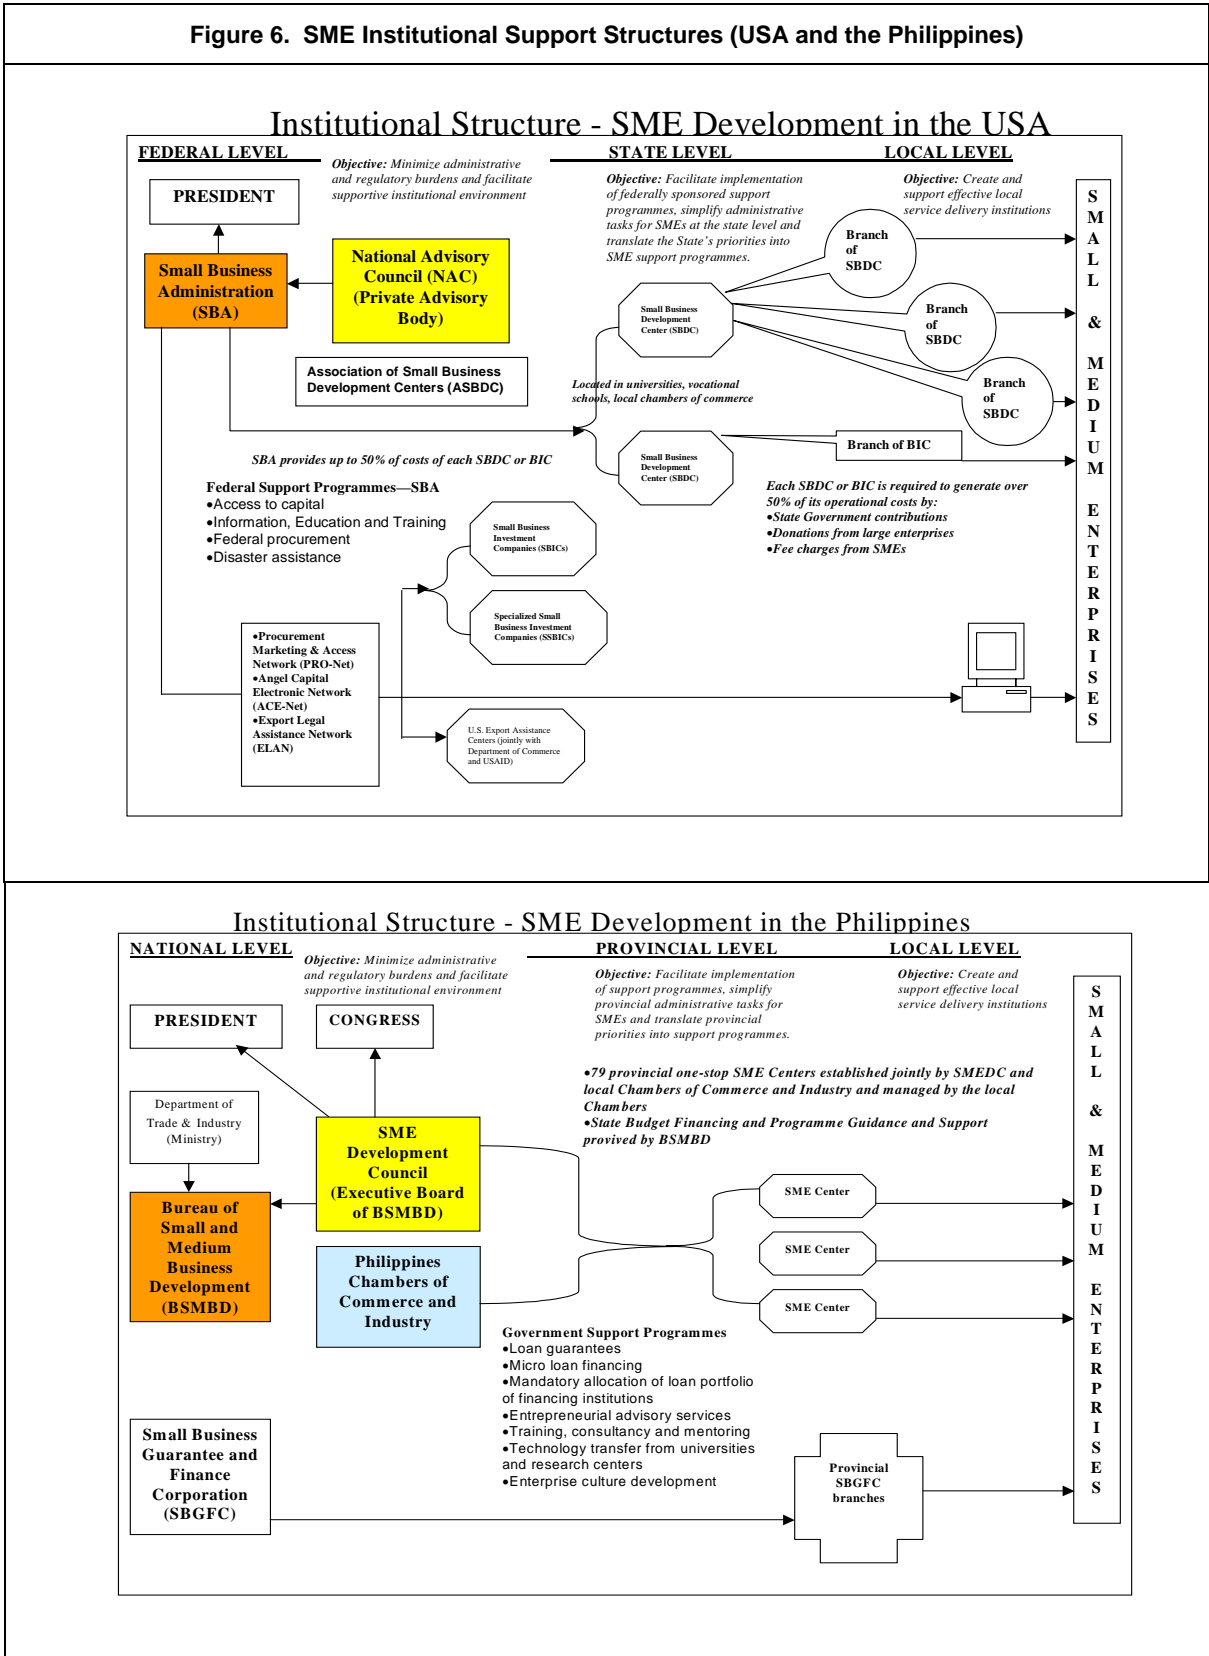 Figure 6.  SME Institutional Support Structures (USA and the Philippines)
Institutional Structure - SME Development in the USA
FEDERAL LEVEL
STATE LEVEL
LOCAL LEVEL
Objective: Minimize administrative
and regulatory burdens and facilitate
supportive institutional environment
Objective: Facilitate implementation
of federally sponsored support
programmes, simplify administrative
tasks for SMEs at the state level and
translate the State's priorities into
SME support programmes.
Objective: Create and
support effective local
service delivery institutions
PRESIDENT
Small Business
Administration
(SBA)
National Advisory
Council (NAC)
(Private Advisory
Body)
Association of Small Business
Development Centers (ASBDC)
Small Business
Development
Center (SBDC)
Branch
of
SBDC
Branch
of
SBDC
Branch
of
SBDC
Located in universities, vocational
schools, local chambers of commerce
Small Business
Development
Center (SBDC)
Branch of BIC
SBA provides up to 50% of costs of each SBDC or BIC
Federal Support Programmes—SBA
•Access to capital
•Information, Education and Training
•Federal procurement
•Disaster assistance
Each SBDC or BIC is required to generate over
50% of its operational costs by:
•State Government contributions
•Donations from large enterprises
•Fee charges from SMEs
Small Business
Investment
Companies (SBICs)
Specialized Small
Business Investment
Companies (SSBICs)
•Procurement
Marketing & Access
Network (PRO-Net)
•Angel Capital
Electronic Network
(ACE-Net)
•Export Legal
Assistance Network
(ELAN)
U.S. Export Assistance
Centers (jointly with
Department of Commerce
and USAID)
SMALL & MEDIUM ENTERPRISES
Institutional Structure - SME Development in the Philippines
NATIONAL LEVEL
PROVINCIAL LEVEL
LOCAL LEVEL
Objective: Minimize administrative
and regulatory burdens and facilitate
supportive institutional environment
Objective: Facilitate implementation
of support programmes, simplify
provincial administrative tasks for
SMEs and translate provincial
priorities into support programmes.
Objective: Create and
support effective local
service delivery institutions
PRESIDENT
CONGRESS
•79 provincial one-stop SME Centers established jointly by SMEDC and
local Chambers of Commerce and Industry and managed by the local
Chambers
•State Budget Financing and Programme Guidance and Support
provived by BSMBD
Department of
Trade & Industry
(Ministry)
SME
Development
Council
(Executive Board
of BSMBD)
Bureau of
Small and
Medium
Business
Development
(BSMBD)
Philippines
Chambers of
Commerce and
Industry
SME Center
SME Center
SME Center
Government Support Programmes
•Loan guarantees
•Micro loan financing
•Mandatory allocation of loan portfolio
of financing institutions
•Entrepreneurial advisory services
•Training, consultancy and mentoring
•Technology transfer from universities
and research centers
•Enterprise culture development
Small Business
Guarantee and
Finance
Corporation
(SBGFC)
Provincial
SBGFC
branches
SMALL & MEDIUM ENTERPRISES